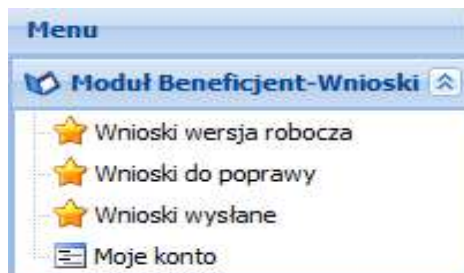 Menu
Moduł Beneficjent-Wnioski
Wnioski wersja robocza
Wnioski do poprawy
Wnioski wysłane
Moje konto